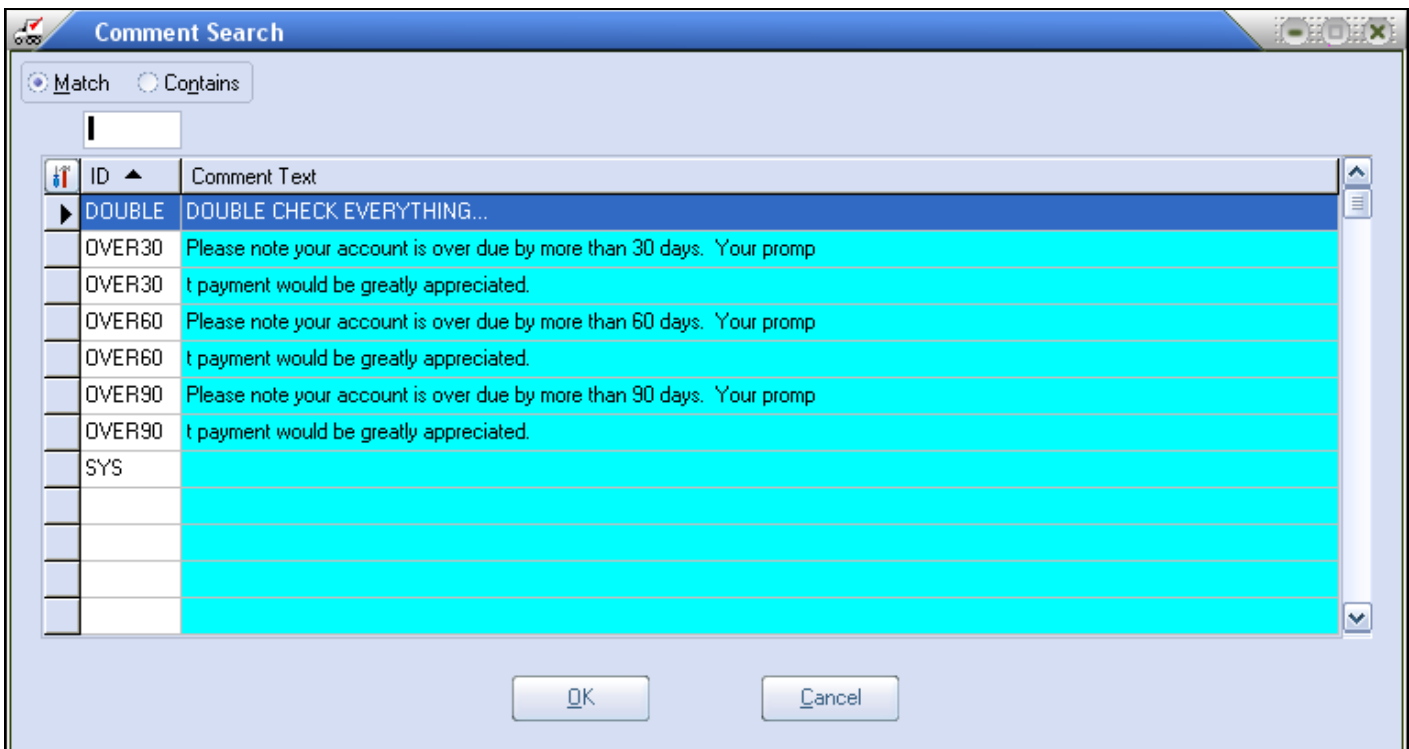 Comment Search
Match Contains
ID Comment Text
DOUBLE DOUBLE CHECK EVERYTHING...
OVER30 Please note your account is over due by more than 30 days.  Your promp
OVER30 t payment would be greatly appreciated.
OVER60 Please note your account is over due by more than 60 days.  Your promp
OVER60 t payment would be greatly appreciated.
OVER90 Please note your account is over due by more than 90 days.  Your promp
OVER90 t payment would be greatly appreciated.
SYS
OK Cancel